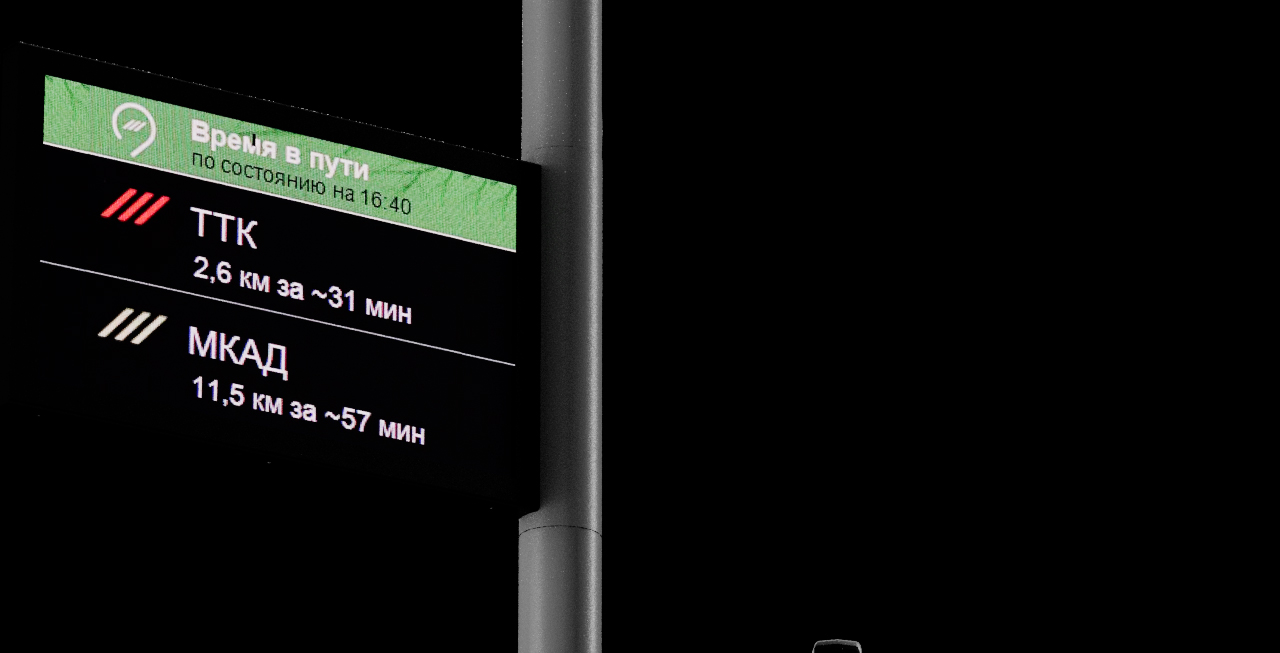 Время в пути
по состоянию на 16:40
ТТК
2,6 км за ~31 мин
МКАД
11,5 км за ~57 мин